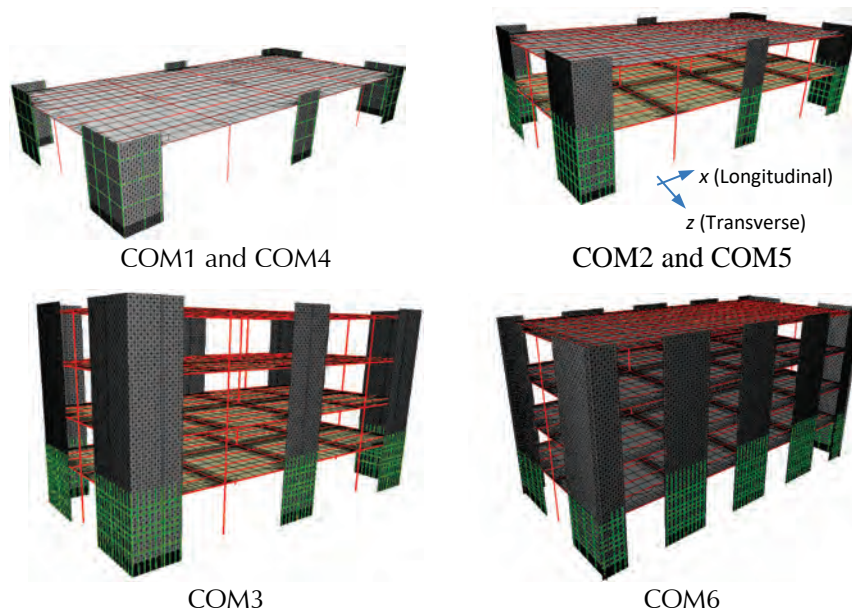 x (Longitudinal)
z (Transverse)
COM1 and COM4
COM2 and COM5
COM3
COM6